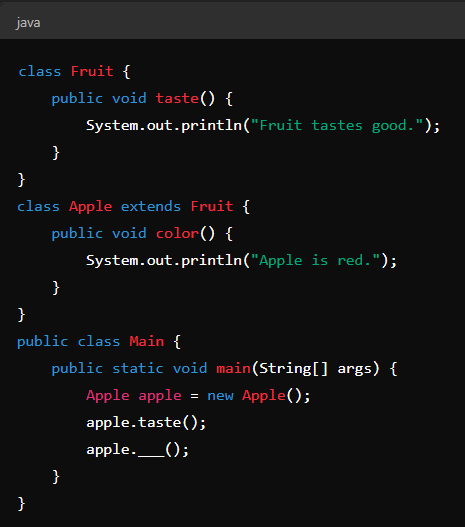 java
class Fruit {
    public void taste() {
        System.out.println("Fruit tastes good.");
    }
}
class Apple extends Fruit {
    public void color() {
        System.out.println("Apple is red.");
    }
}
public class Main {
    public static void main(String[] args) {
        Apple apple = new Apple();
        apple.taste();
        apple.___();
    }
}